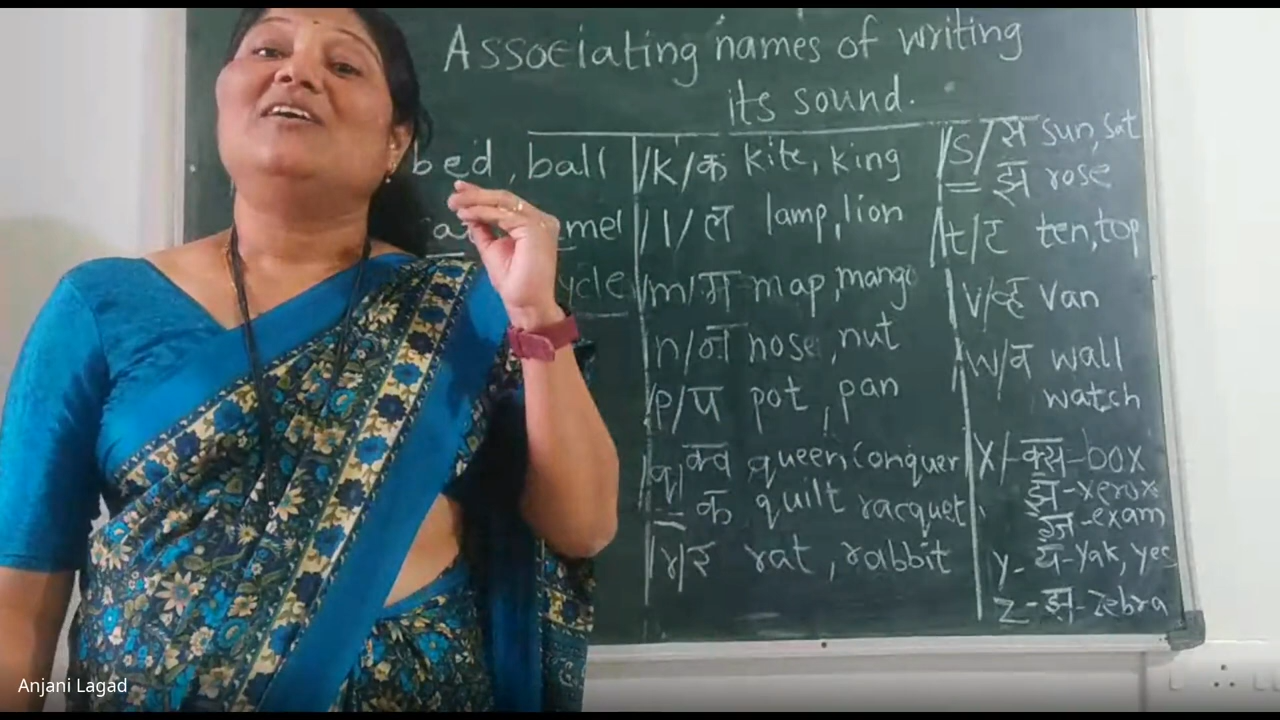 Associating names of writing
its sound.
bed, ball
mel
ycle
/k/ क kite, king
/l/ ल lamp, lion
/m/ म map, mango
/n/ न nose, nut
/p/ प pot, pan
/q/ क्व queen conquer
क quilt racquet
/r/ र rat, rabbit
/s/ स sun, sat
झ rose
/t/ ट ten, top
v/व्ह van
/w/ व wall
watch
x/- क्स - box
झ - xerox
ग्ज - exam
y - य - yak, yes
z - झ - zebra
Anjani Lagad